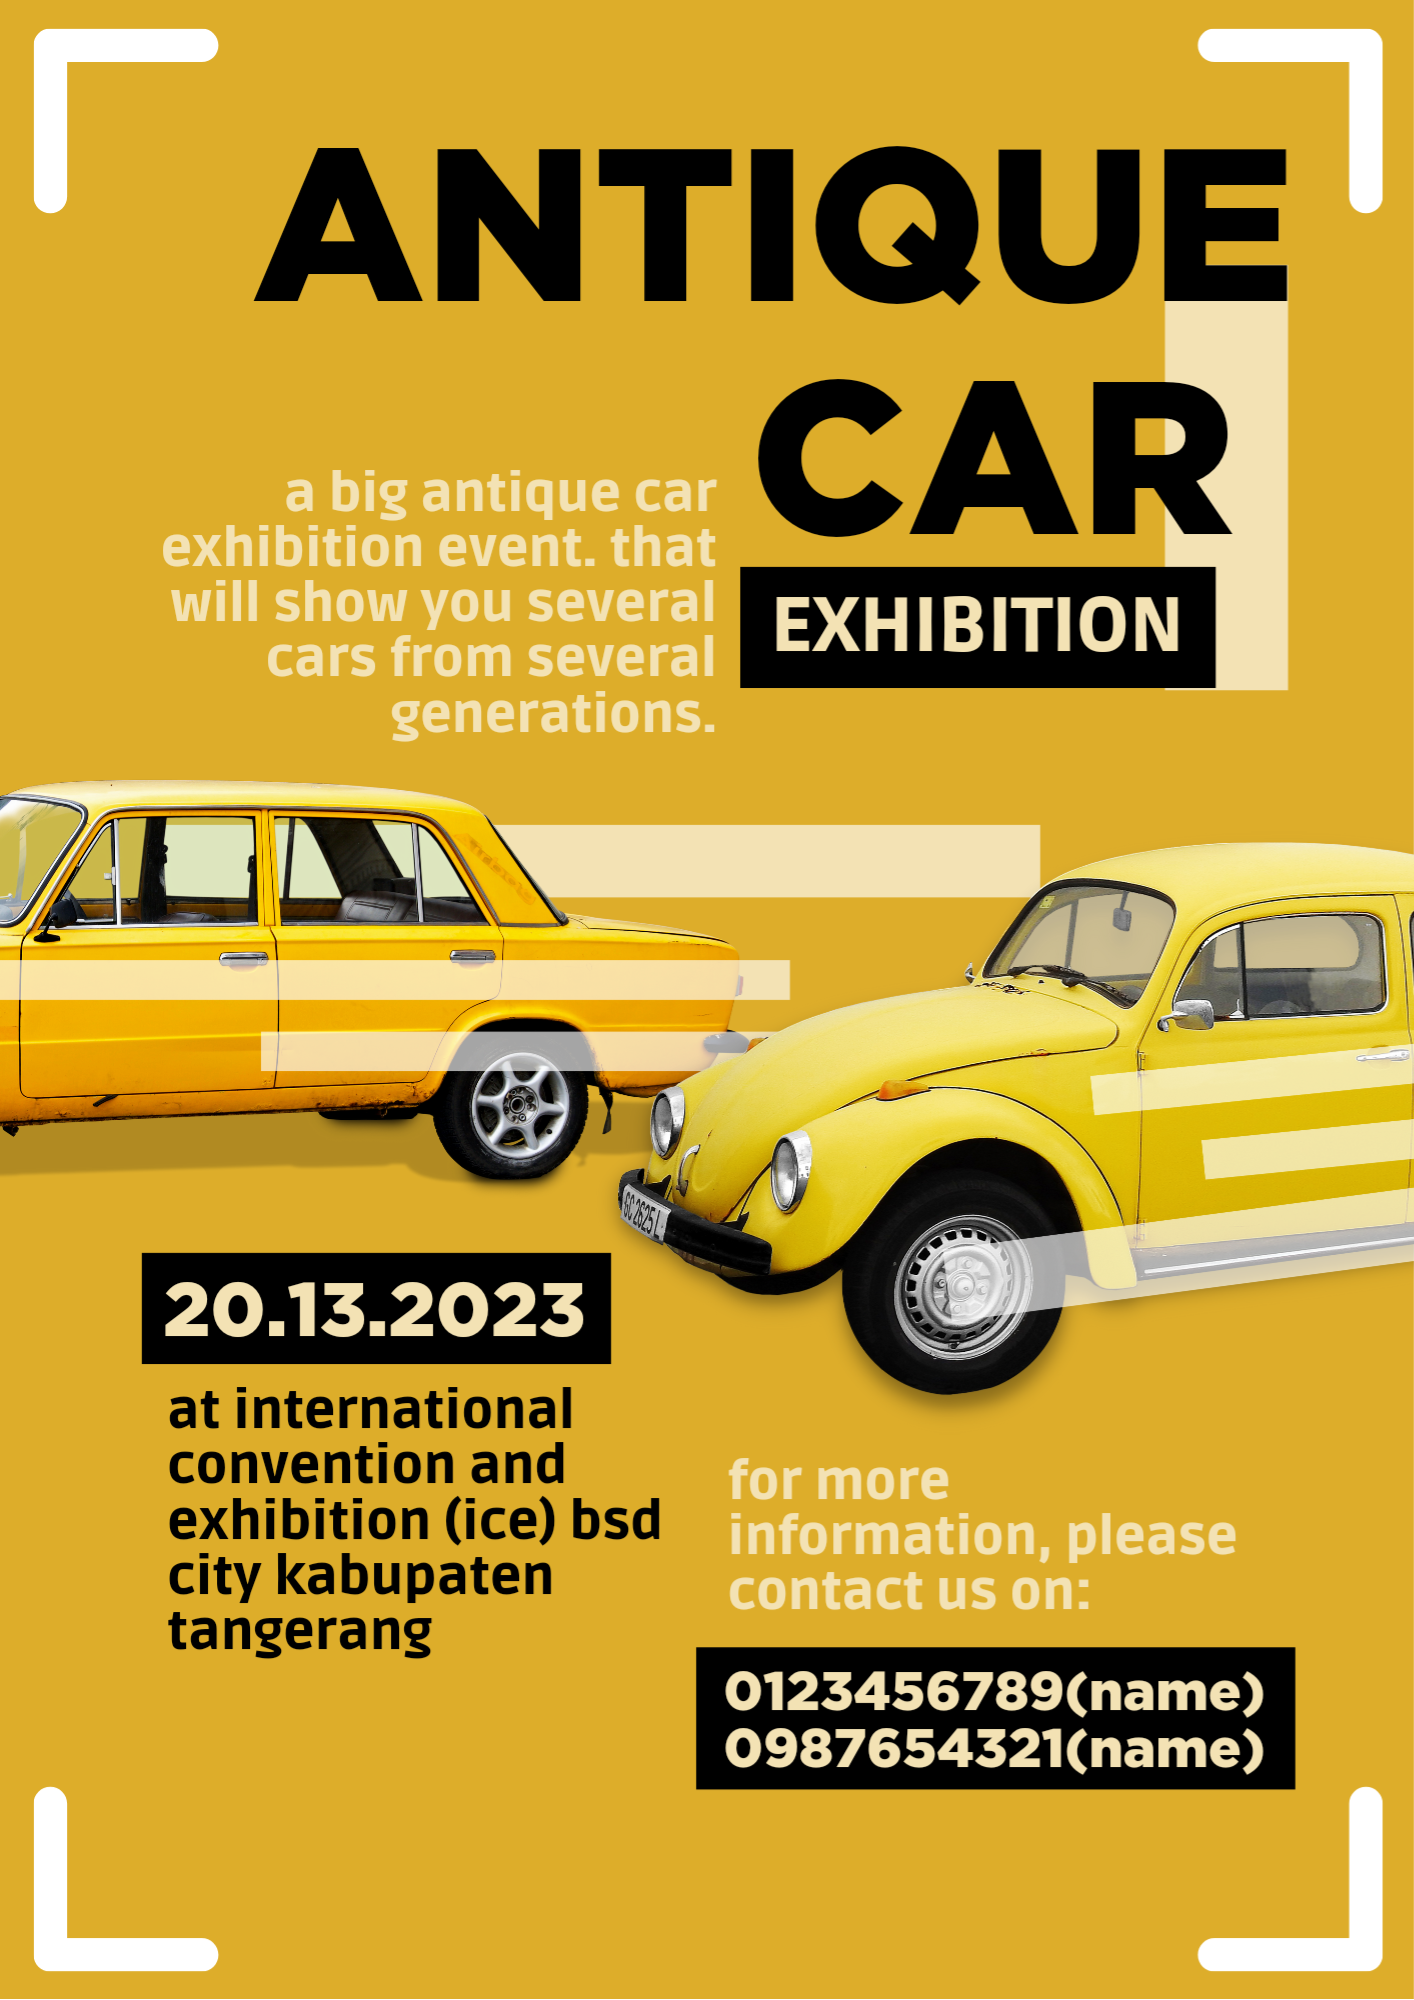 ANTIQUE
CAR
EXHIBITION
a big antique car
exhibition event. that
will show you several
cars from several
generations.
GC 2625 L
20.13.2023
at international
convention and
exhibition (ice) bsd
city kabupaten
tangerang
for more
information, please
contact us on:
0123456789(name)
0987654321(name)